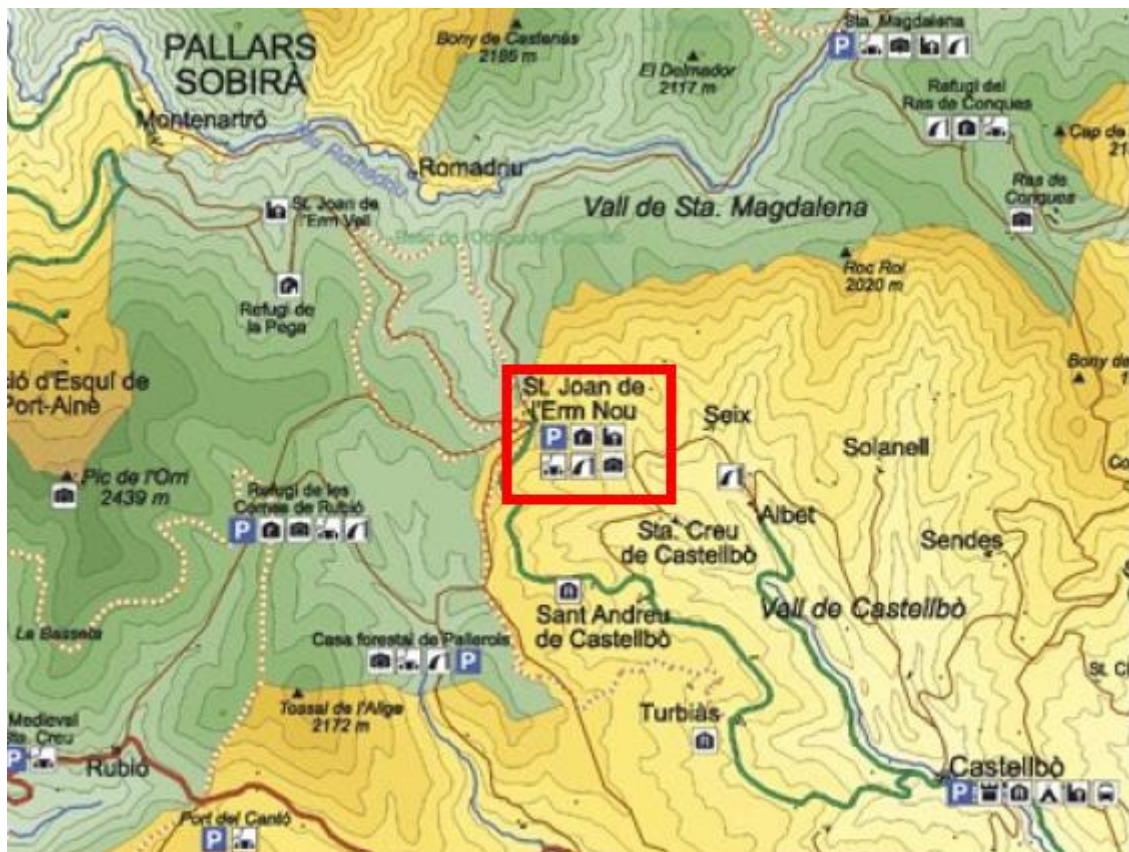 PALLARS
SOBIRÀ
Bony de Castenás
2186 m
El Delmador
2117 m
Sta. Magdalena
P
Refugi del
Ras de Conques
Cap de
Montenartró
Romadriu
St. Joan de
l'Erm Vell
Vall de Sta. Magdalena
Ras de
Conques
Roc Roi
2020 m
Refugi de
la Pega
Bony de
ció d'Esquí de
Port-Ainé
St. Joan de
l'Erm Nou
P
Seix
Solanell
Pic de l'Orri
2439 m
Refugi de les
Comes de Rubió
P
Albet
Sta. Creu
de Castellbò
Sendes
Sant Andreu
de Castellbò
Vall de Castellbò
La Basseta
Casa forestal de Pallerols
P
Tossal de l'Àliga
2172 m
Turbiàs
Medieval
Sta. Creu
P
Rubió
Castellbò
P
Port del Cantó
P